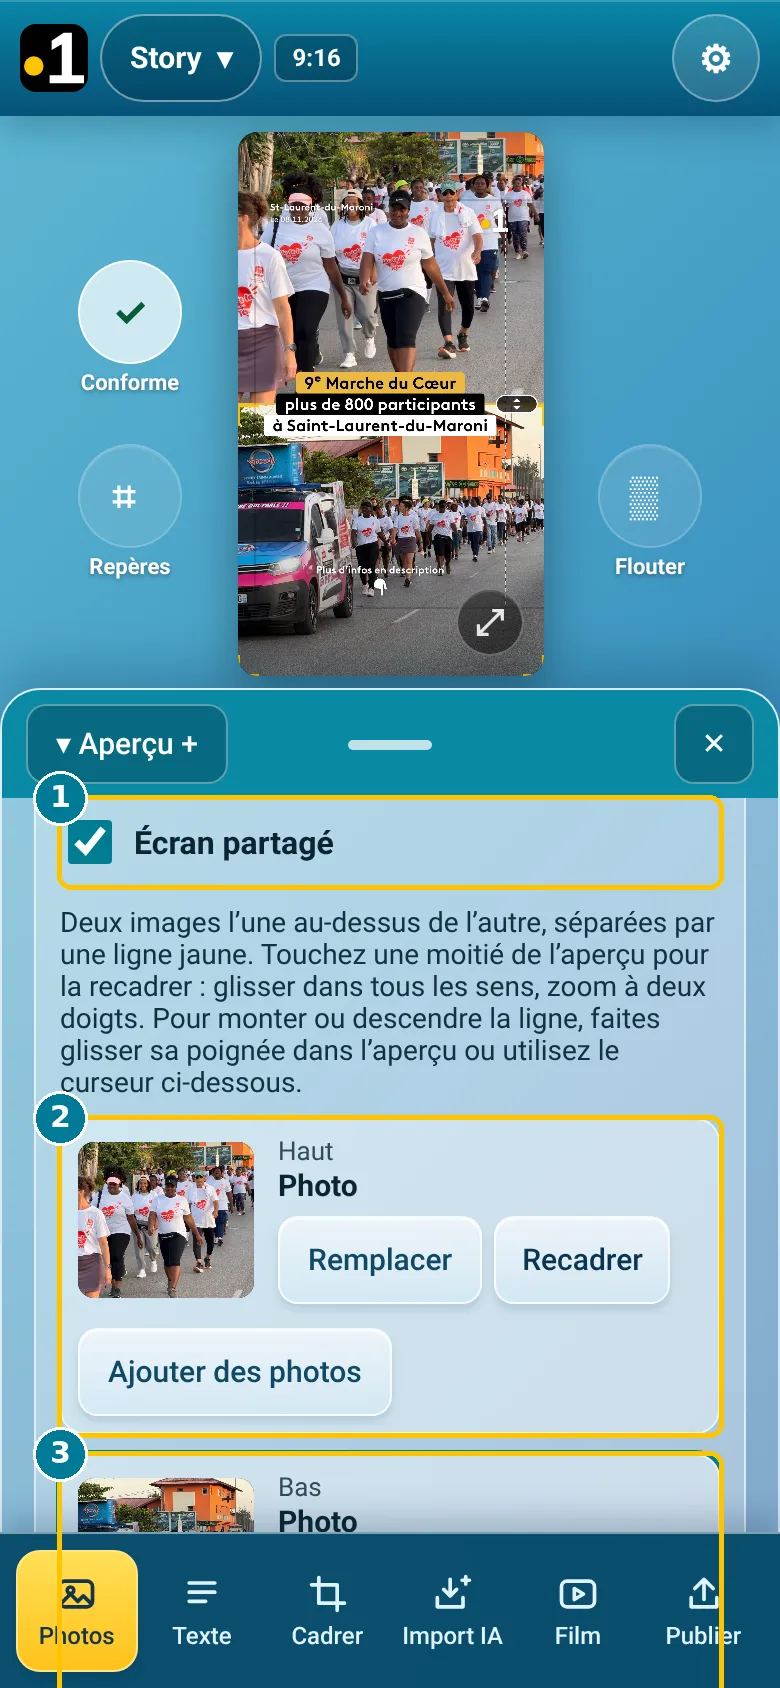 .1
Story ▼
9:16
St-Laurent-du-Maroni
Le 08.11.2024
.1
9e Marche du Cœur
plus de 800 participants
à Saint-Laurent-du-Maroni
* Plus d'infos en description
Conforme
Repères
Flouter
▾ Aperçu +
1
Écran partagé
Deux images l’une au-dessus de l’autre, séparées par
une ligne jaune. Touchez une moitié de l’aperçu pour
la recadrer : glisser dans tous les sens, zoom à deux
doigts. Pour monter ou descendre la ligne, faites
glisser sa poignée dans l’aperçu ou utilisez le
curseur ci-dessous.
2
Haut
Photo
Remplacer
Recadrer
Ajouter des photos
3
Bas
Photo
Photos
Texte
Cadrer
Import IA
Film
Publier